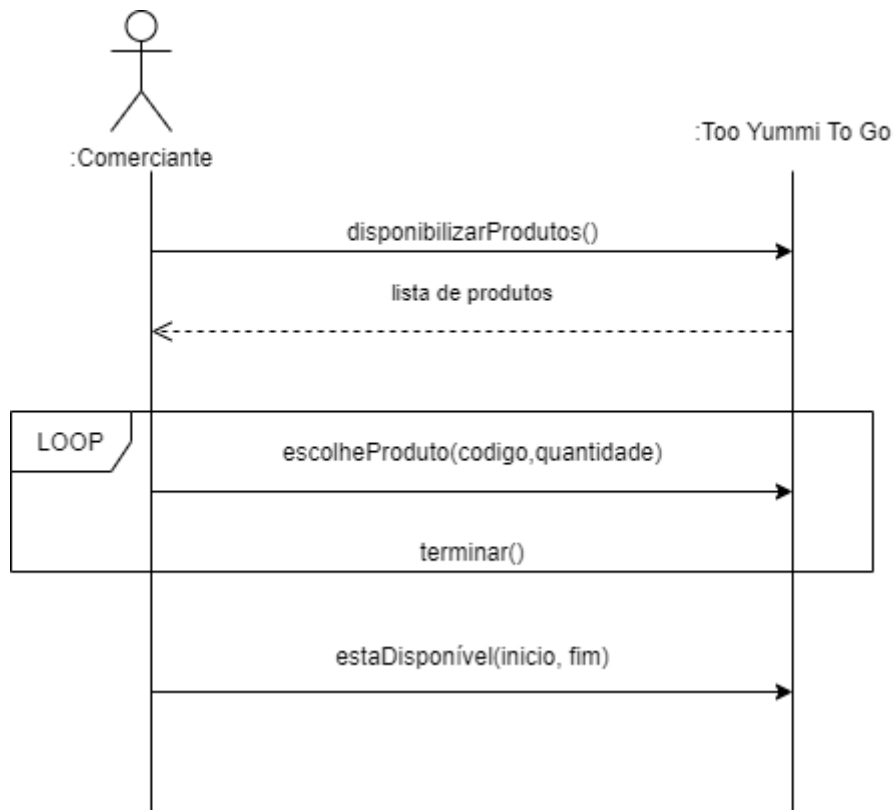 :Comerciante
:Too Yummi To Go
disponibilizarProdutos()
lista de produtos
LOOP
escolheProduto(codigo,quantidade)
terminar()
estaDisponível(inicio, fim)